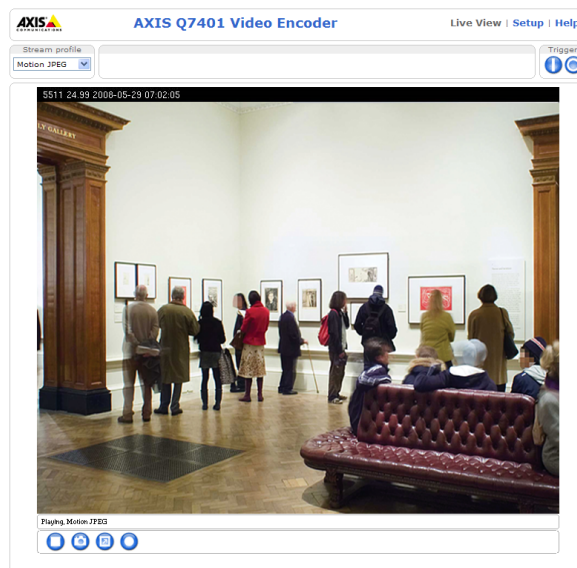 AXIS
COMMUNICATIONS
AXIS Q7401 Video Encoder
Live View | Setup | Help
Stream profile
Trigger
Motion JPEG
5511 24.99 2008-05-29 07:02:05
LY GALLERY
Playing, Motion JPEG